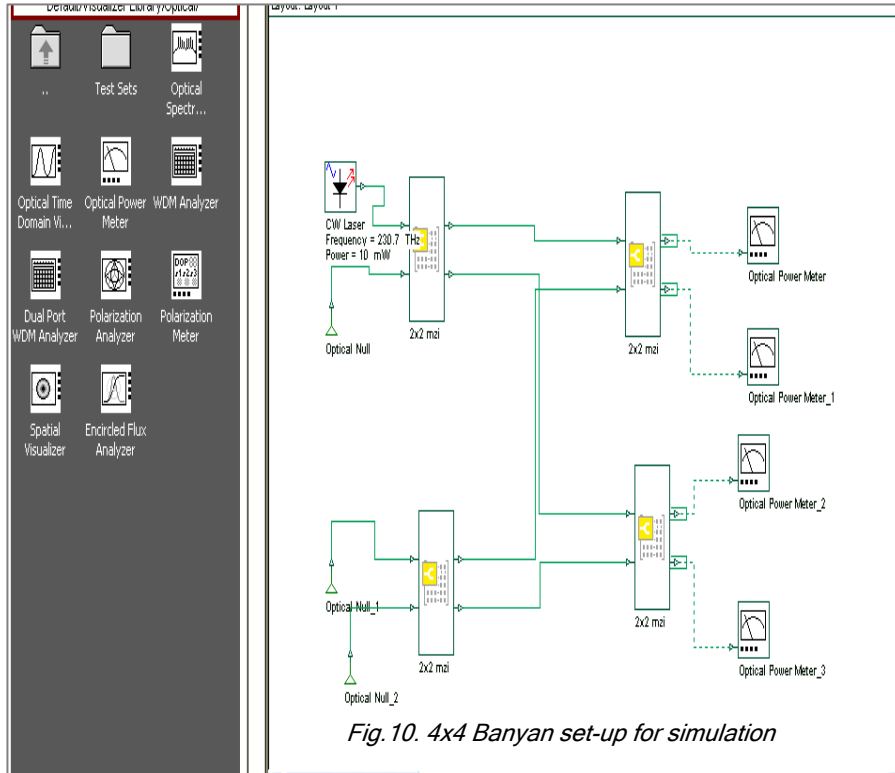 Default/Visualizer Library/Optical/
Layout: Layout 1
..
Test Sets
Optical
Spectr...
Optical Time
Domain Vi...
Optical Power
Meter
WDM Analyzer
DOP
Dual Port
WDM Analyzer
Polarization
Analyzer
Polarization
Meter
Spatial
Visualizer
Encircled Flux
Analyzer
CW Laser
Frequency = 230.7 THz
Power = 10 mW
2x2 mzi
Optical Null
2x2 mzi
Optical Power Meter
Optical Power Meter_1
Optical Null_1
Optical Null_2
2x2 mzi
2x2 mzi
Optical Power Meter_2
Optical Power Meter_3
Fig.10. 4x4 Banyan set-up for simulation